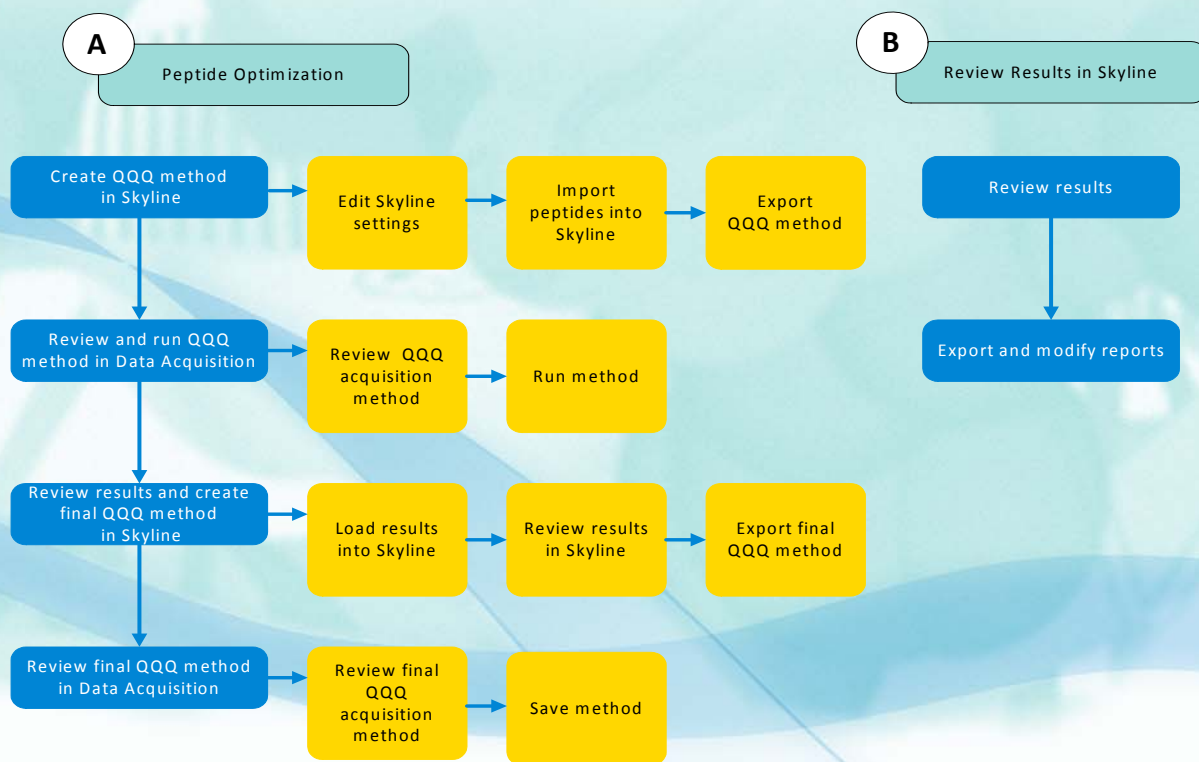 A
Peptide Optimization
B
Review Results in Skyline
Create QQQ method
in Skyline
Edit Skyline
settings
Import
peptides into
Skyline
Export
QQQ method
Review results
Review and run QQQ
method in Data Acquisition
Review QQQ
acquisition
method
Run method
Export and modify reports
Review results and create
final QQQ method
in Skyline
Load results
into Skyline
Review results
in Skyline
Export final
QQQ method
Review final QQQ method
in Data Acquisition
Review final
QQQ
acquisition
method
Save method